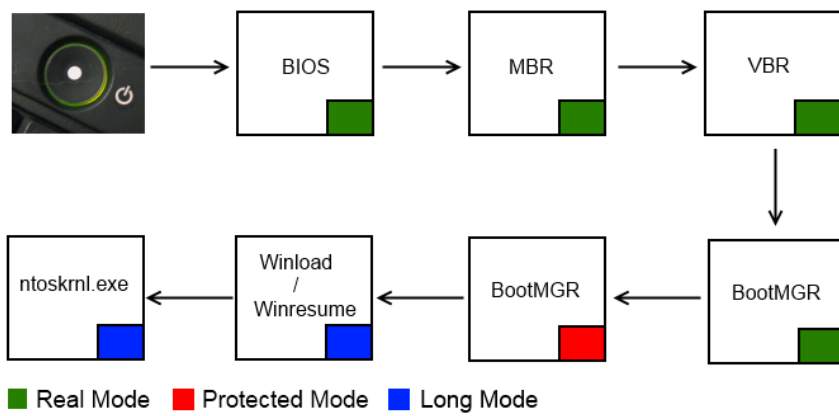 BIOS
MBR
VBR
BootMGR
BootMGR
Winload
/
Winresume
ntoskrnl.exe
Real Mode
Protected Mode
Long Mode